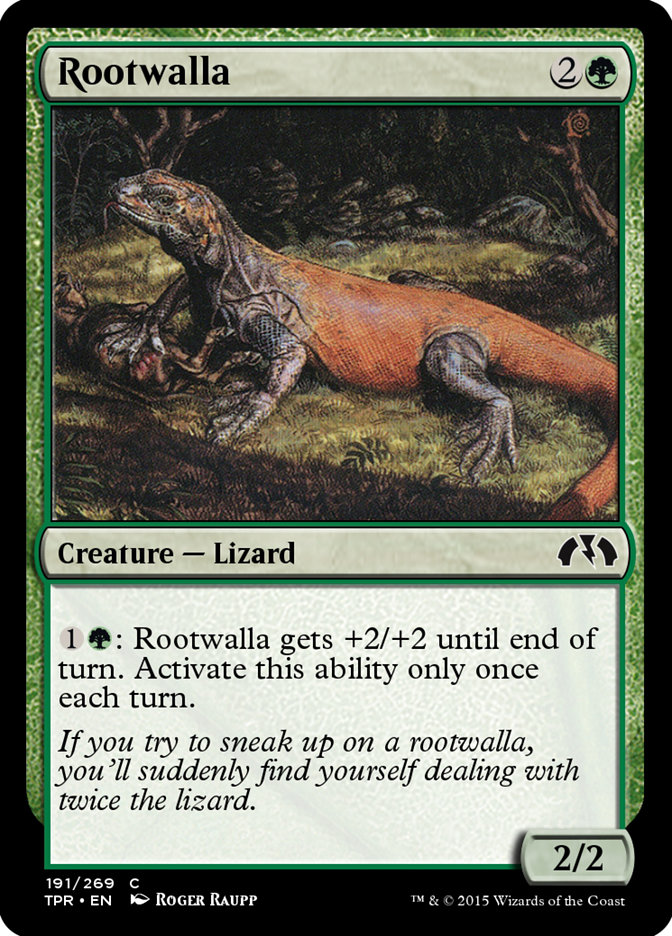 Rootwalla 2
Creature — Lizard
1: Rootwalla gets +2/+2 until end of
turn. Activate this ability only once
each turn.
If you try to sneak up on a rootwalla,
you'll suddenly find yourself dealing with
twice the lizard.
2/2
191/269 C
TPR • EN Roger Raupp ™ & © 2015 Wizards of the Coast